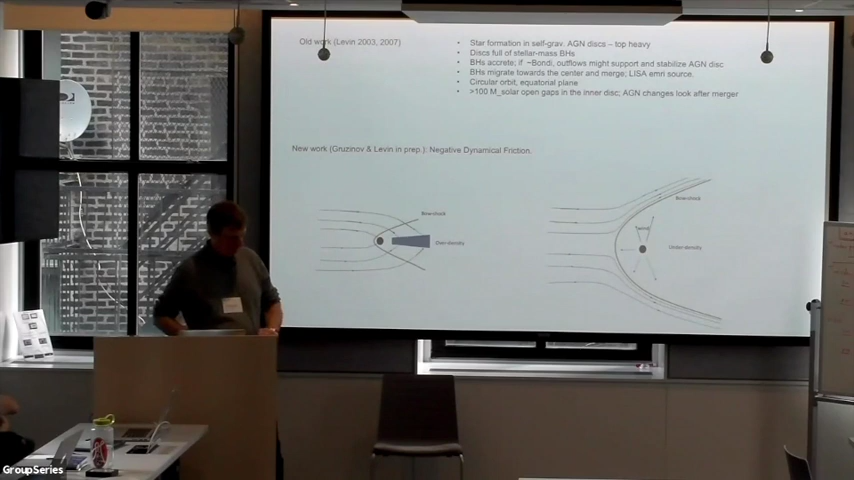 Old work (Levin 2003, 2007)
• Star formation in self-grav. AGN discs – top heavy
• Discs full of stellar-mass BHs
• BHs accrete; if ~Bondi, outflows might support and stabilize AGN disc
• BHs migrate towards the center and merge; LISA emri source.
• Circular orbit, equatorial plane
• >100 M_solar open gaps in the inner disc; AGN changes look after merger
New work (Gruzinov & Levin in prep.): Negative Dynamical Friction.
Bow-shock
Over-density
Bow-shock
Under-density
GroupSeries